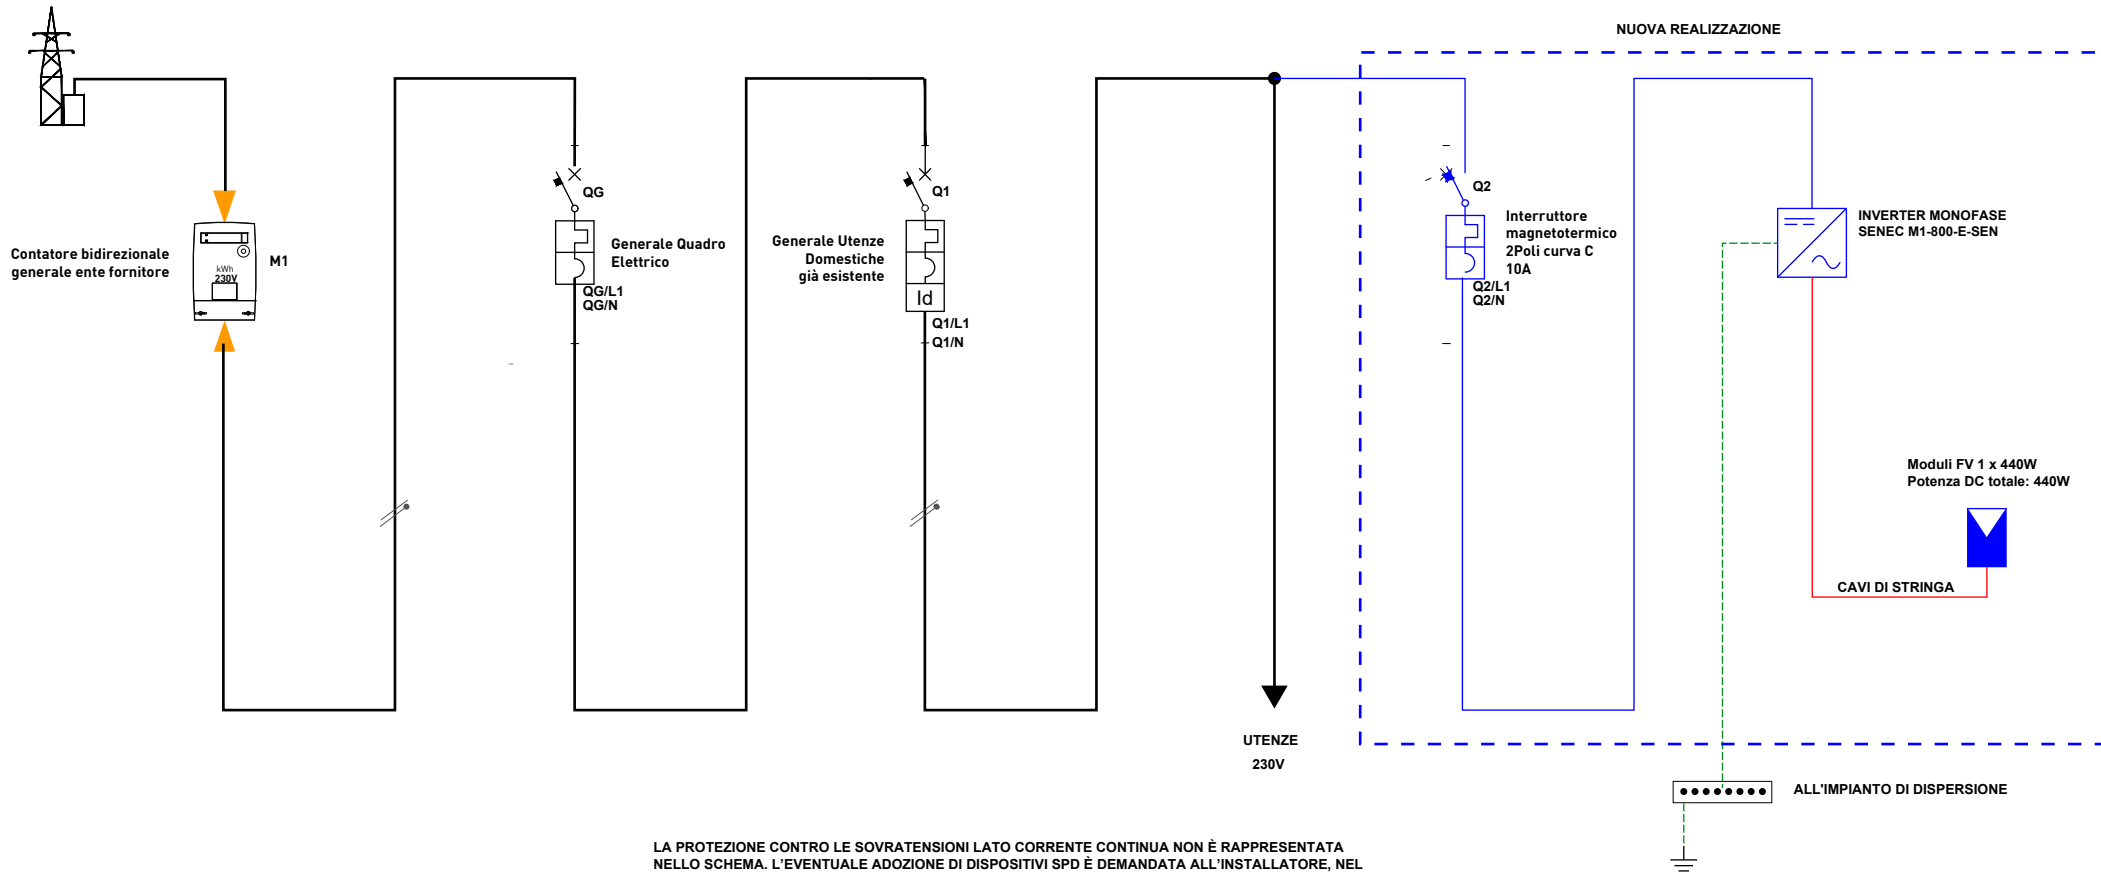 NUOVA REALIZZAZIONE
Contatore bidirezionale
generale ente fornitore
kWh
230V
M1
QG
Generale Quadro
Elettrico
QG/L1
QG/N
Generale Utenze
Domestiche
già esistente
Q1
Id
Q1/L1
Q1/N
Q2
Interruttore
magnetotermico
2Poli curva C
10A
Q2/L1
Q2/N
INVERTER MONOFASE
SENEC M1-800-E-SEN
Moduli FV 1 x 440W
Potenza DC totale: 440W
CAVI DI STRINGA
UTENZE
230V
ALL'IMPIANTO DI DISPERSIONE
LA PROTEZIONE CONTRO LE SOVRATENSIONI LATO CORRENTE CONTINUA NON È RAPPRESENTATA
NELLO SCHEMA. L’EVENTUALE ADOZIONE DI DISPOSITIVI SPD È DEMANDATA ALL’INSTALLATORE, NEL